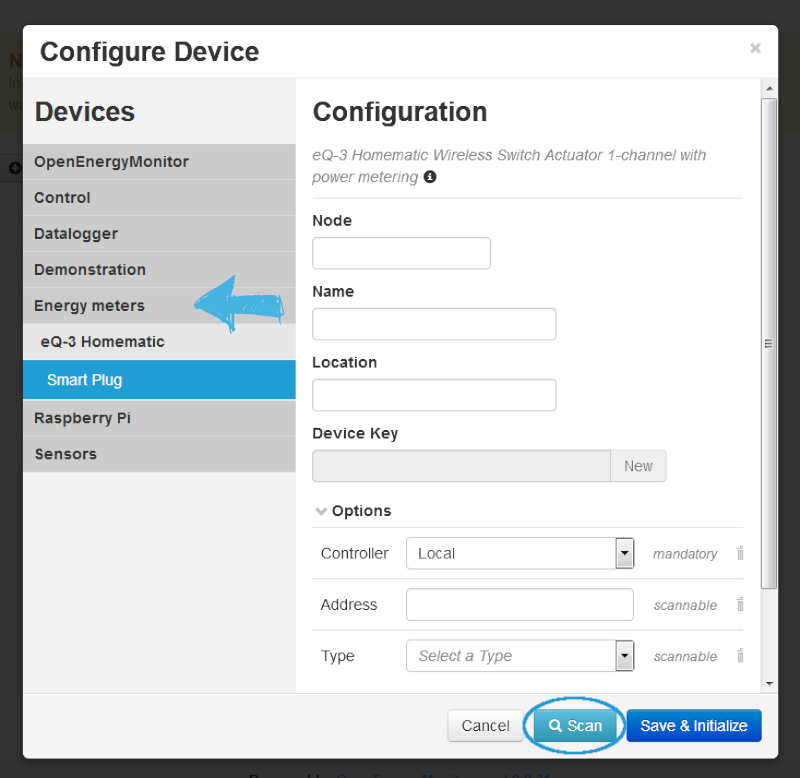 Configure Device
×
Devices
OpenEnergyMonitor
Control
Datalogger
Demonstration
Energy meters
eQ-3 Homematic
Smart Plug
Raspberry Pi
Sensors
Configuration
eQ-3 Homematic Wireless Switch Actuator 1-channel with
power metering
Node
Name
Location
Device Key
New
Options
Controller Local mandatory
Address scannable
Type Select a Type scannable
Cancel Scan Save & Initialize